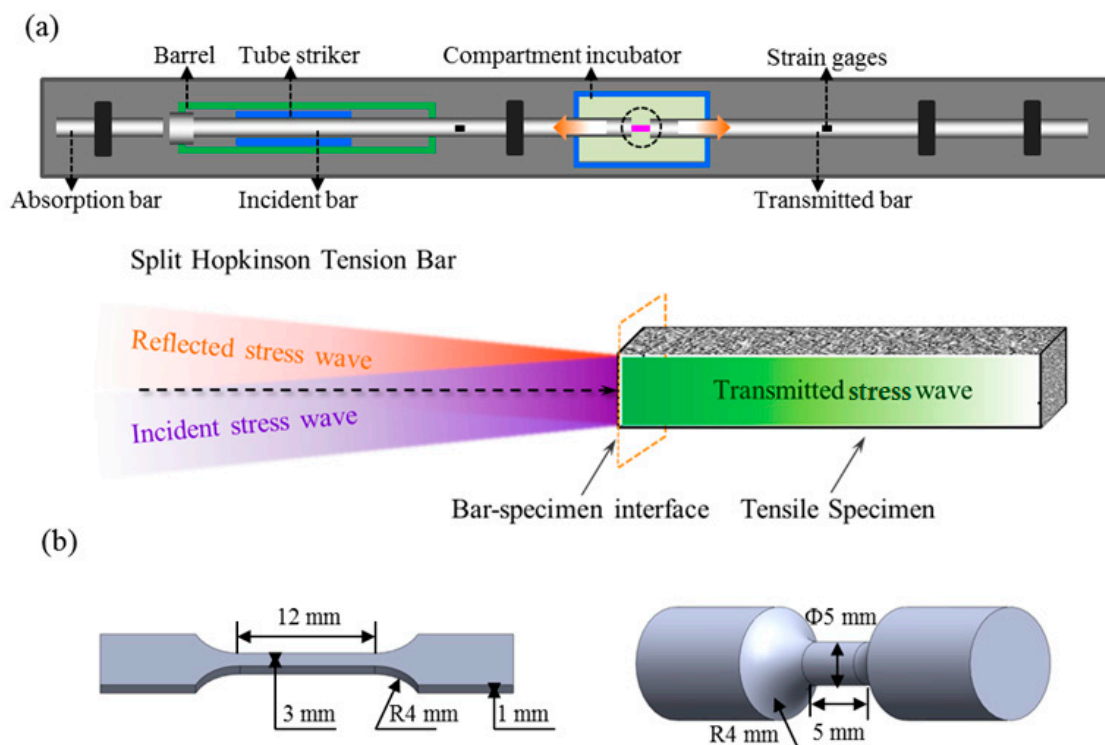 (a)
Barrel
Tube striker
Compartment incubator
Strain gages
Absorption bar
Incident bar
Transmitted bar
Split Hopkinson Tension Bar
Reflected stress wave
Incident stress wave
Transmitted stress wave
Bar-specimen interface
Tensile Specimen
(b)
12 mm
3 mm
R4 mm
1 mm
Φ5 mm
R4 mm
5 mm